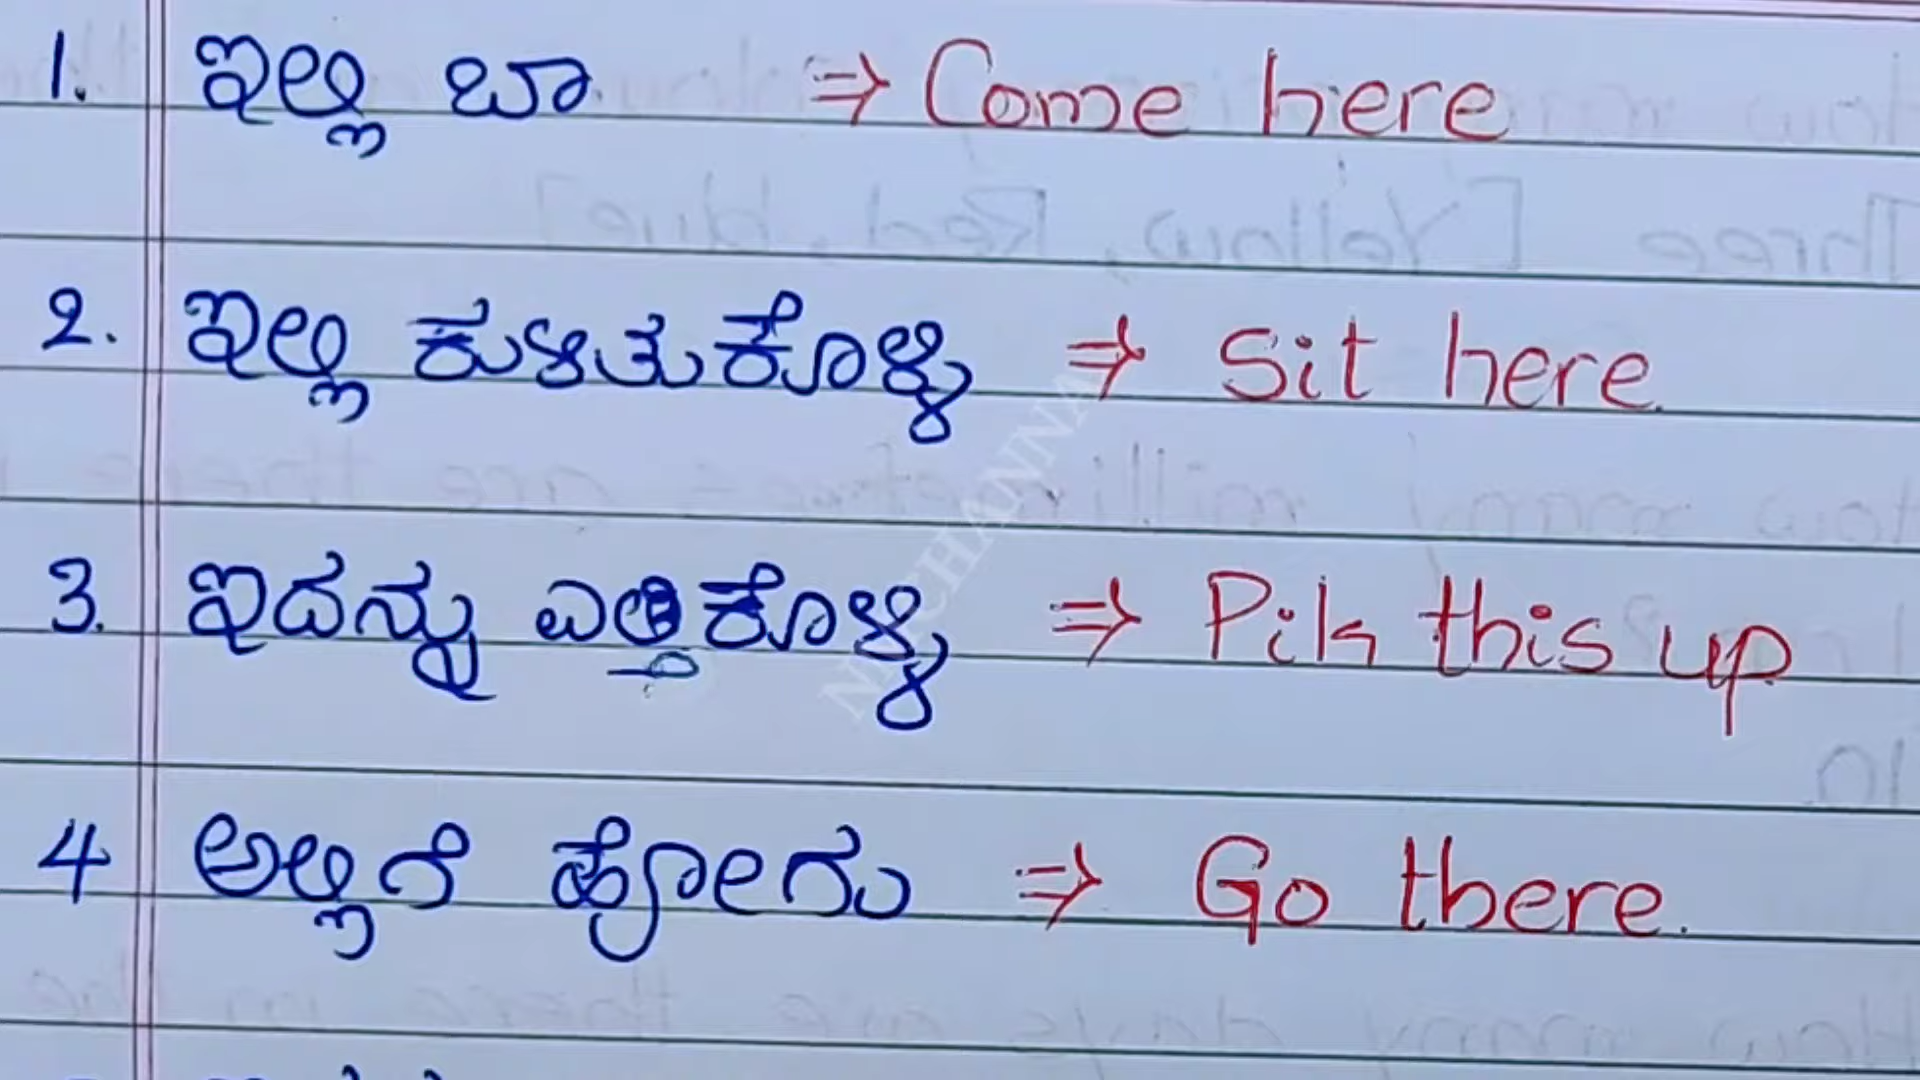 1. ಇಲ್ಲಿ ಬಾ ⇒ Come here
2. ಇಲ್ಲಿ ಕುಳಿತುಕೊಳ್ಳಿ ⇒ Sit here.
3. ಇದನ್ನು ಎತ್ತಿಕೊಳ್ಳಿ ⇒ Pik this up
4 ಅಲ್ಲಿಗೆ ಹೋಗು ⇒ Go there.